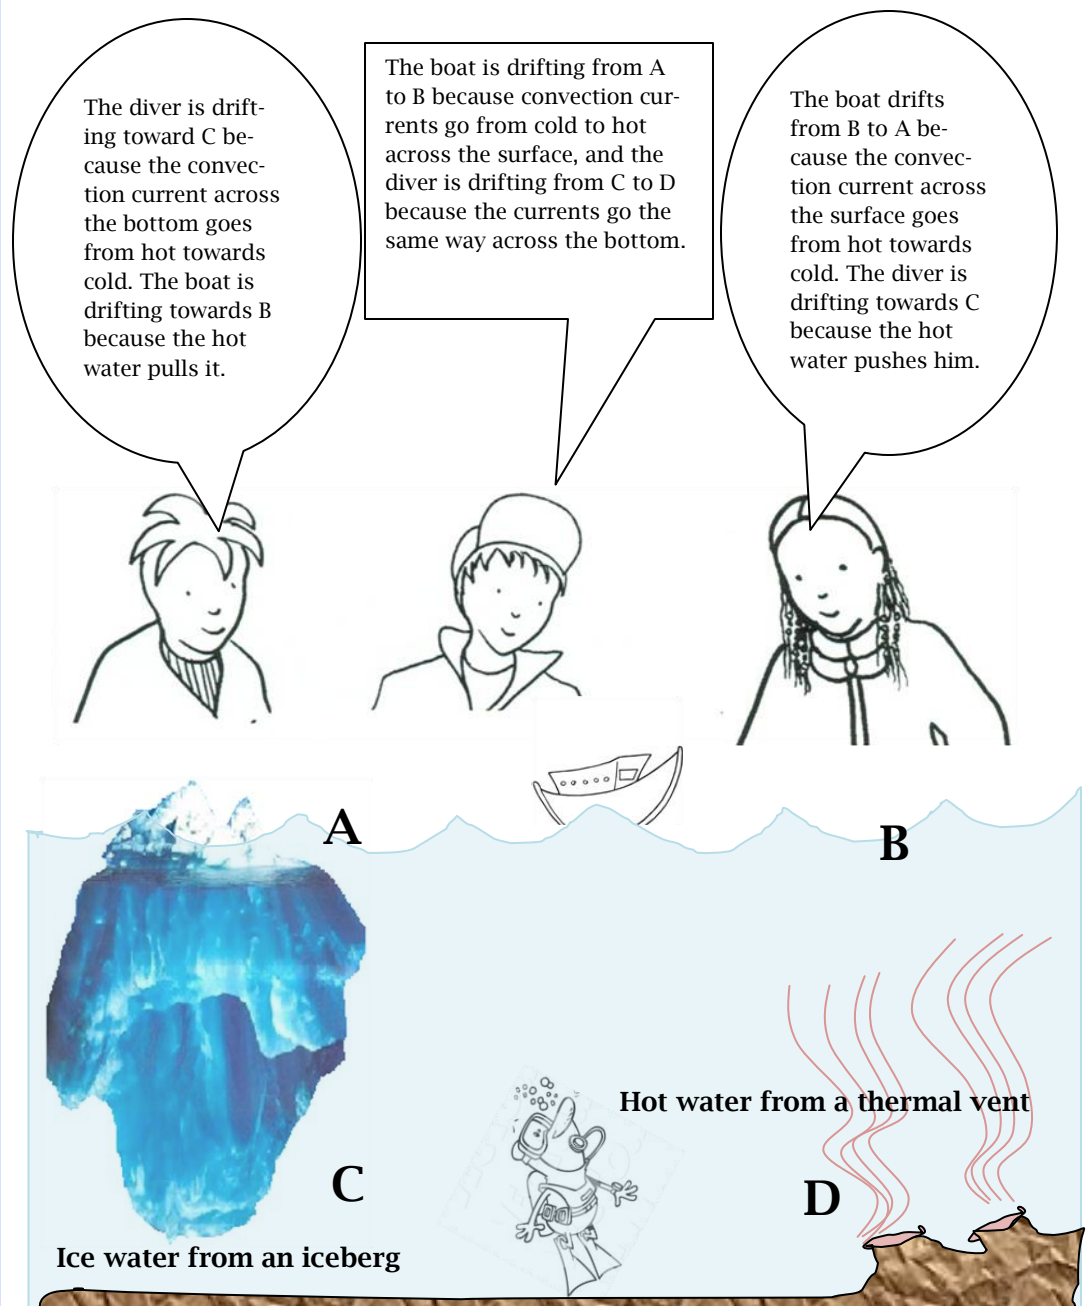 The diver is drift-
ing toward C be-
cause the convec-
tion current across
the bottom goes
from hot towards
cold. The boat is
drifting towards B
because the hot
water pulls it.
The boat is drifting from A
to B because convection cur-
rents go from cold to hot
across the surface, and the
diver is drifting from C to D
because the currents go the
same way across the bottom.
The boat drifts
from B to A be-
cause the convec-
tion current across
the surface goes
from hot towards
cold. The diver is
drifting towards C
because the hot
water pushes him.
A
B
Hot water from a thermal vent
C
D
Ice water from an iceberg